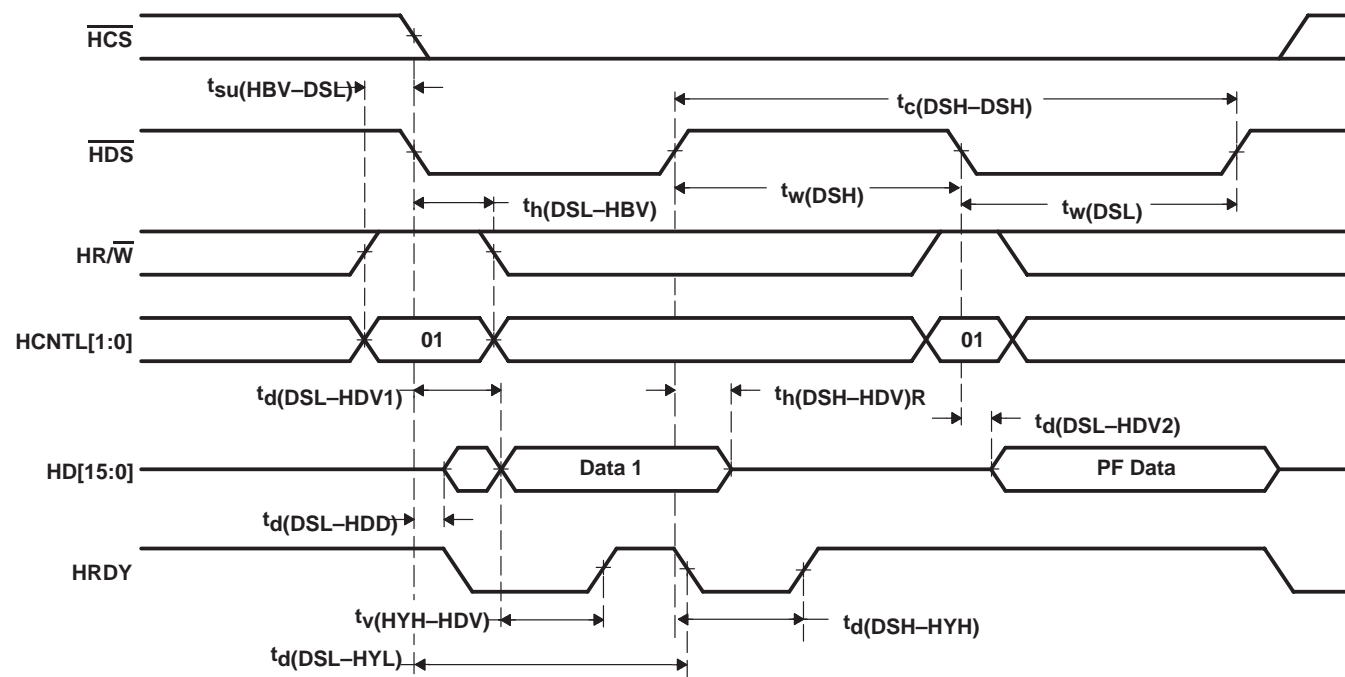 HCS
tsu(HBV–DSL)
tc(DSH–DSH)
HDS
tw(DSH)
th(DSL–HBV)
tw(DSL)
HR/W
HCNTL[1:0]
01
01
td(DSL–HDV1)
th(DSH–HDV)R
td(DSL–HDV2)
HD[15:0]
Data 1
PF Data
td(DSL–HDD)
HRDY
tv(HYH–HDV)
td(DSH–HYH)
td(DSL–HYL)